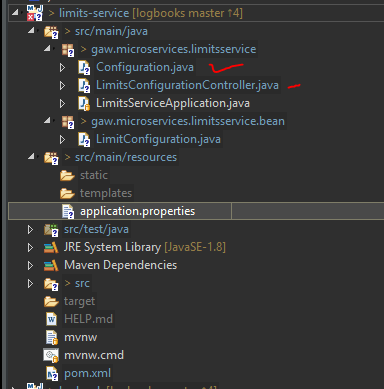 > limits-service [logbooks master ↑4]
> src/main/java
> gaw.microservices.limitsservice
Configuration.java
LimitsConfigurationController.java
LimitsServiceApplication.java
> gaw.microservices.limitsservice.bean
LimitConfiguration.java
> src/main/resources
static
templates
application.properties
src/test/java
JRE System Library [JavaSE-1.8]
Maven Dependencies
> src
target
HELP.md
mvnw
mvnw.cmd
pom.xml